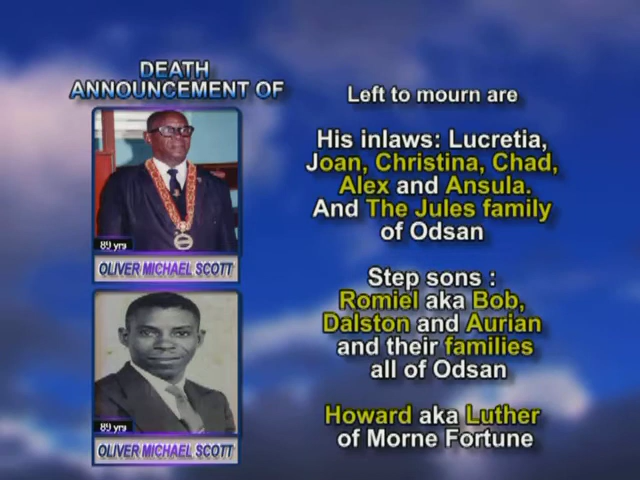 DEATH
ANNOUNCEMENT OF
89 yrs
OLIVER MICHAEL SCOTT
89 yrs
OLIVER MICHAEL SCOTT
Left to mourn are
His inlaws: Lucretia,
Joan, Christina, Chad,
Alex and Ansula.
And The Jules family
of Odsan
Step sons :
Romiel aka Bob,
Dalston and Aurian
and their families
all of Odsan
Howard aka Luther
of Morne Fortune